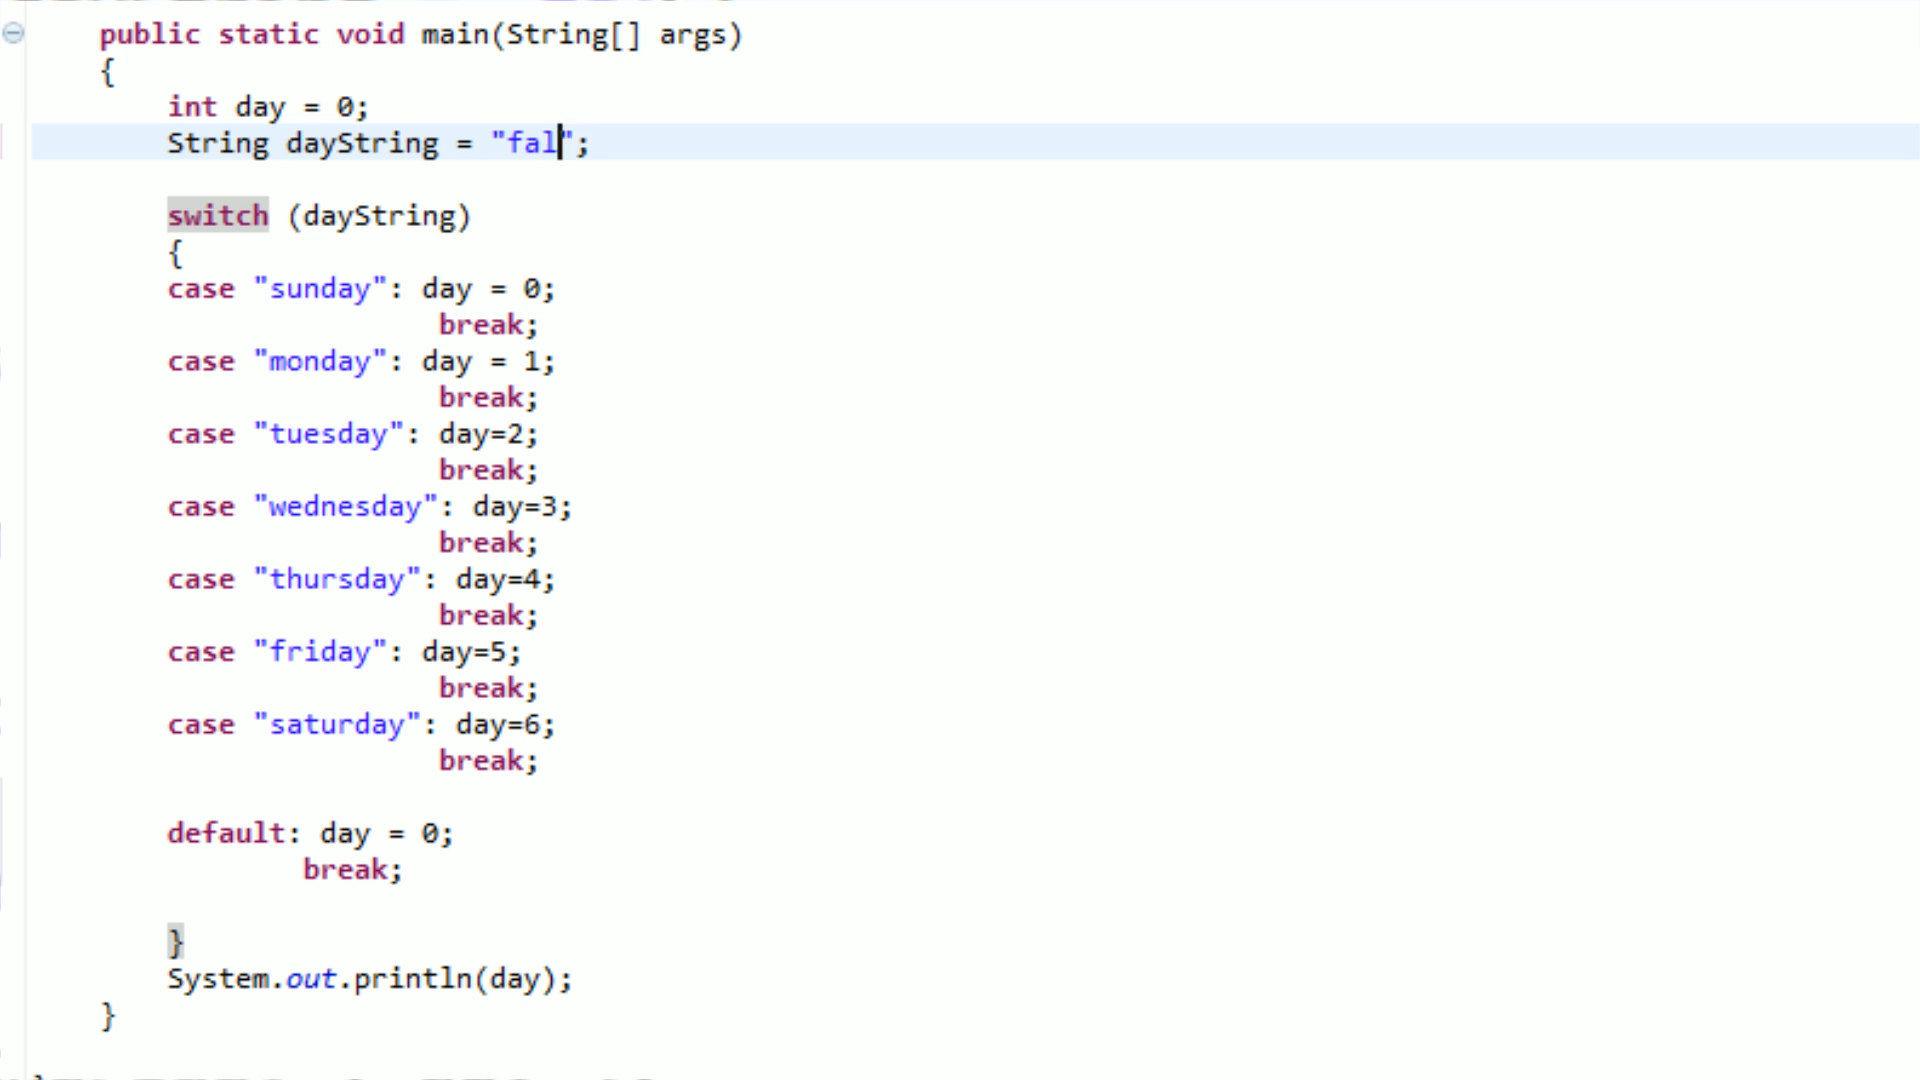 public static void main(String[] args)
{
int day = 0;
String dayString = "fal";
switch (dayString)
{
case "sunday": day = 0;
break;
case "monday": day = 1;
break;
case "tuesday": day=2;
break;
case "wednesday": day=3;
break;
case "thursday": day=4;
break;
case "friday": day=5;
break;
case "saturday": day=6;
break;
default: day = 0;
break;
}
System.out.println(day);
}